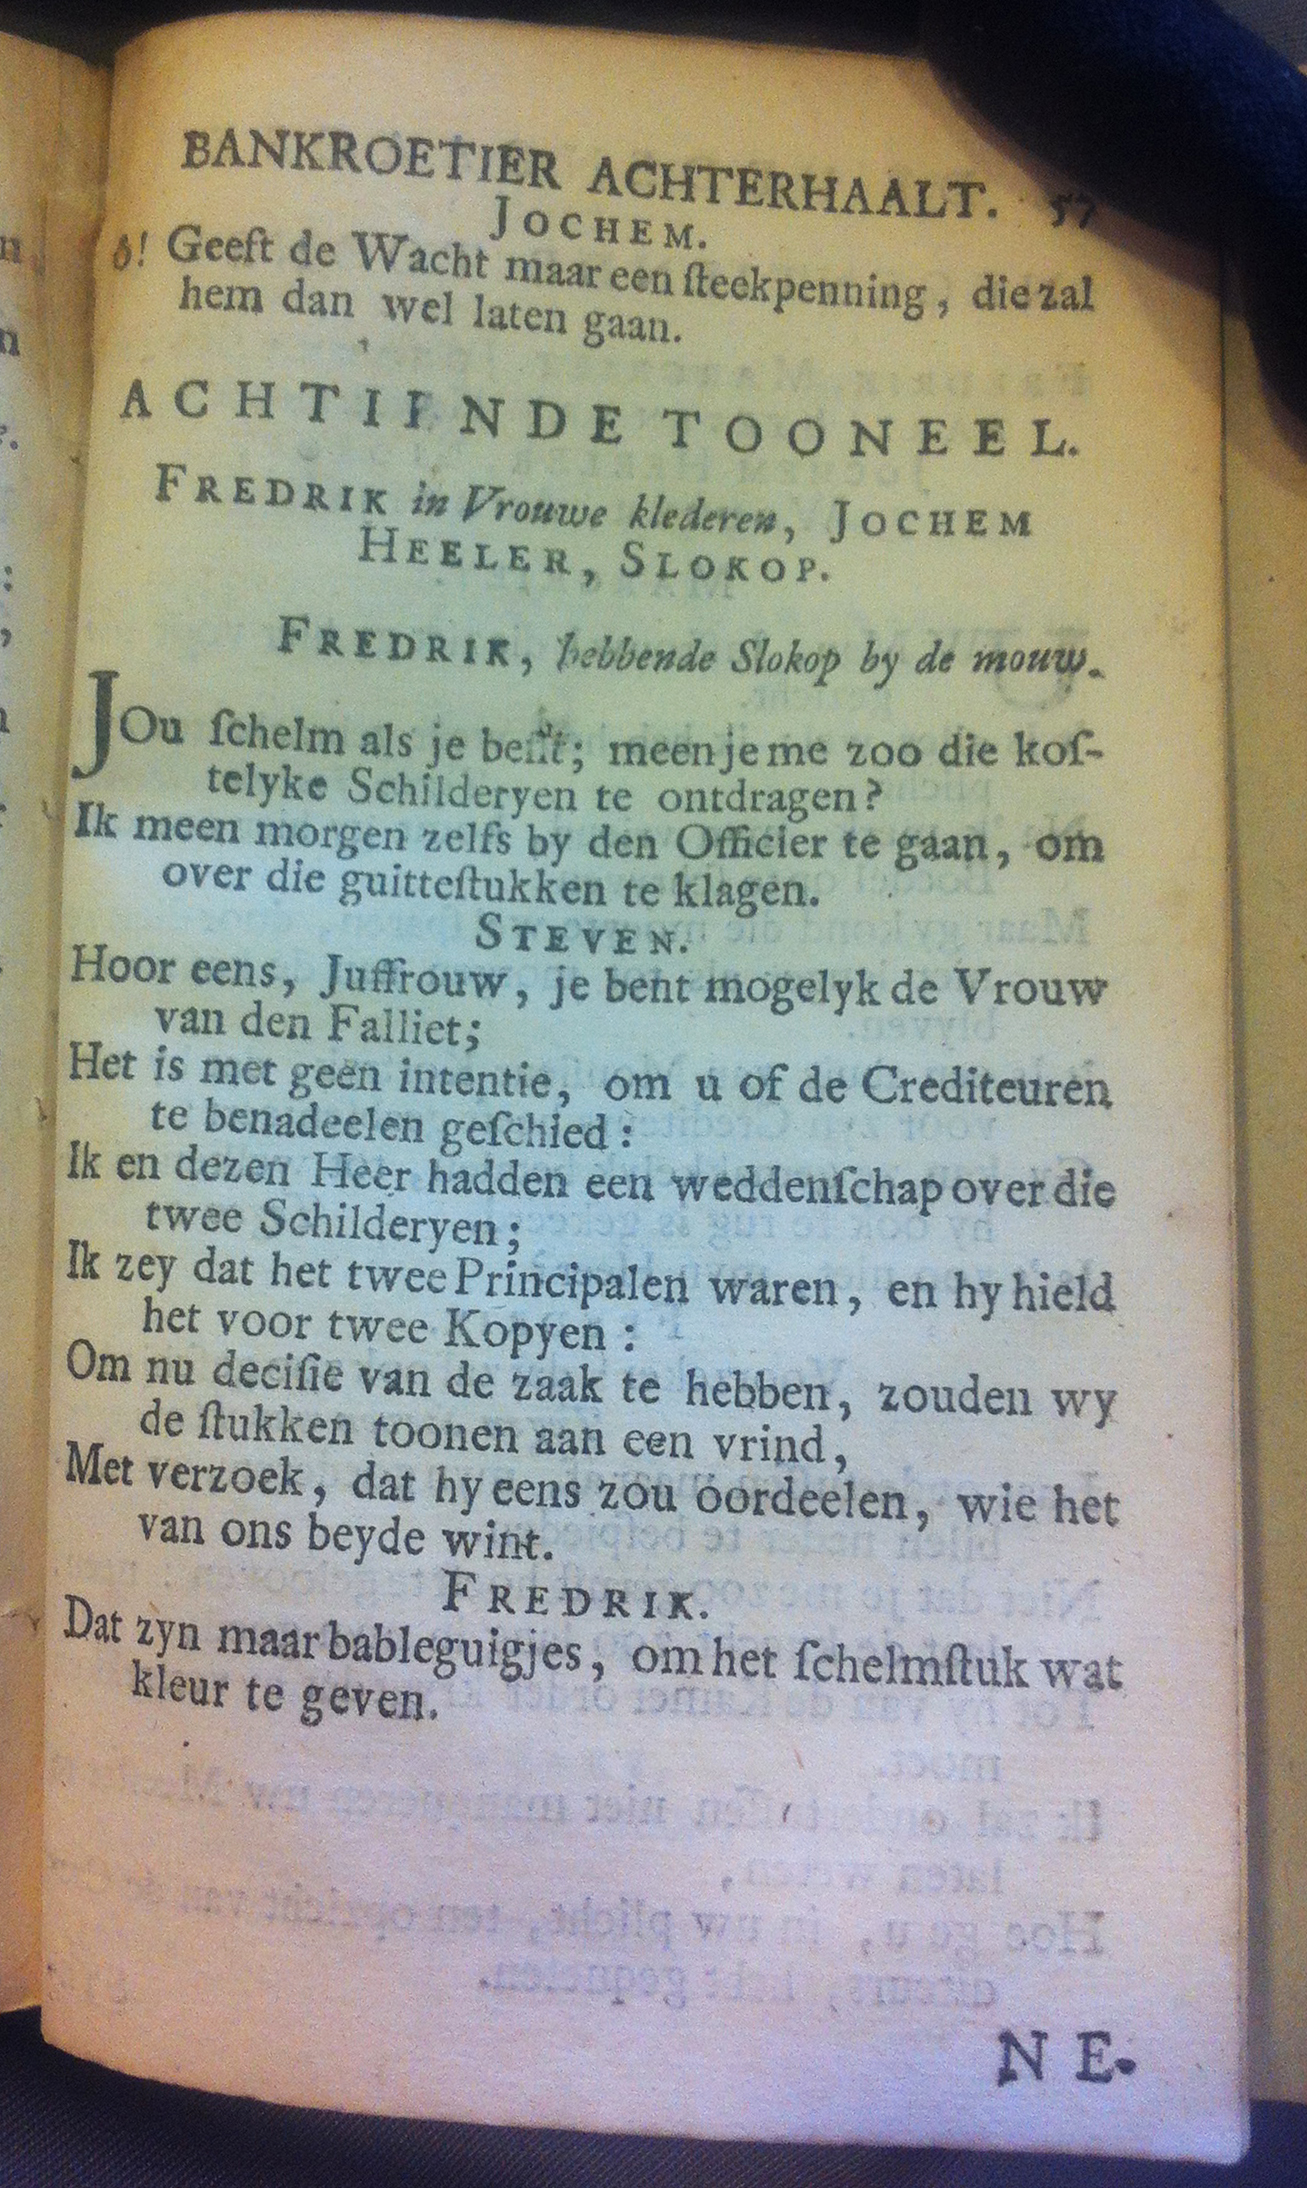 BANKROETIER ACHTERHAALT. 57
JOCHEM.
ô! Geeſt de Wacht maar een ſteekpenning, die zal
hem dan wel laten gaan.
ACHTIENDE TOONEEL.
FREDRIK in Vrouwe klederen, JOCHEM
HEELER, SLOKOP.
FREDRIK, hebbende Slokop by de mouw.
JOu ſchelm als je bent; meen je me zoo die koſ-
telyke Schilderyen te ontdragen?
Ik meen morgen zelfs by den Officier te gaan, om
over die guitteſtukken te klagen.
STEVEN.
Hoor eens, Juffrouw, je bent mogelyk de Vrouw
van den Falliet;
Het is met geen intentie, om u of de Crediteuren
te benadeelen geſchied:
Ik en dezen Heer hadden een weddenſchap over die
twee Schilderyen;
Ik zey dat het twee Principalen waren, en hy hield
het voor twee Kopyen:
Om nu deciſie van de zaak te hebben, zouden wy
de ſtukken toonen aan een vrind,
Met verzoek, dat hy eens zou oordeelen, wie het
van ons beyde wint.
FREDRIK.
Dat zyn maar bableguigjes, om het ſchelmſtuk wat
kleur te geven.
NE.